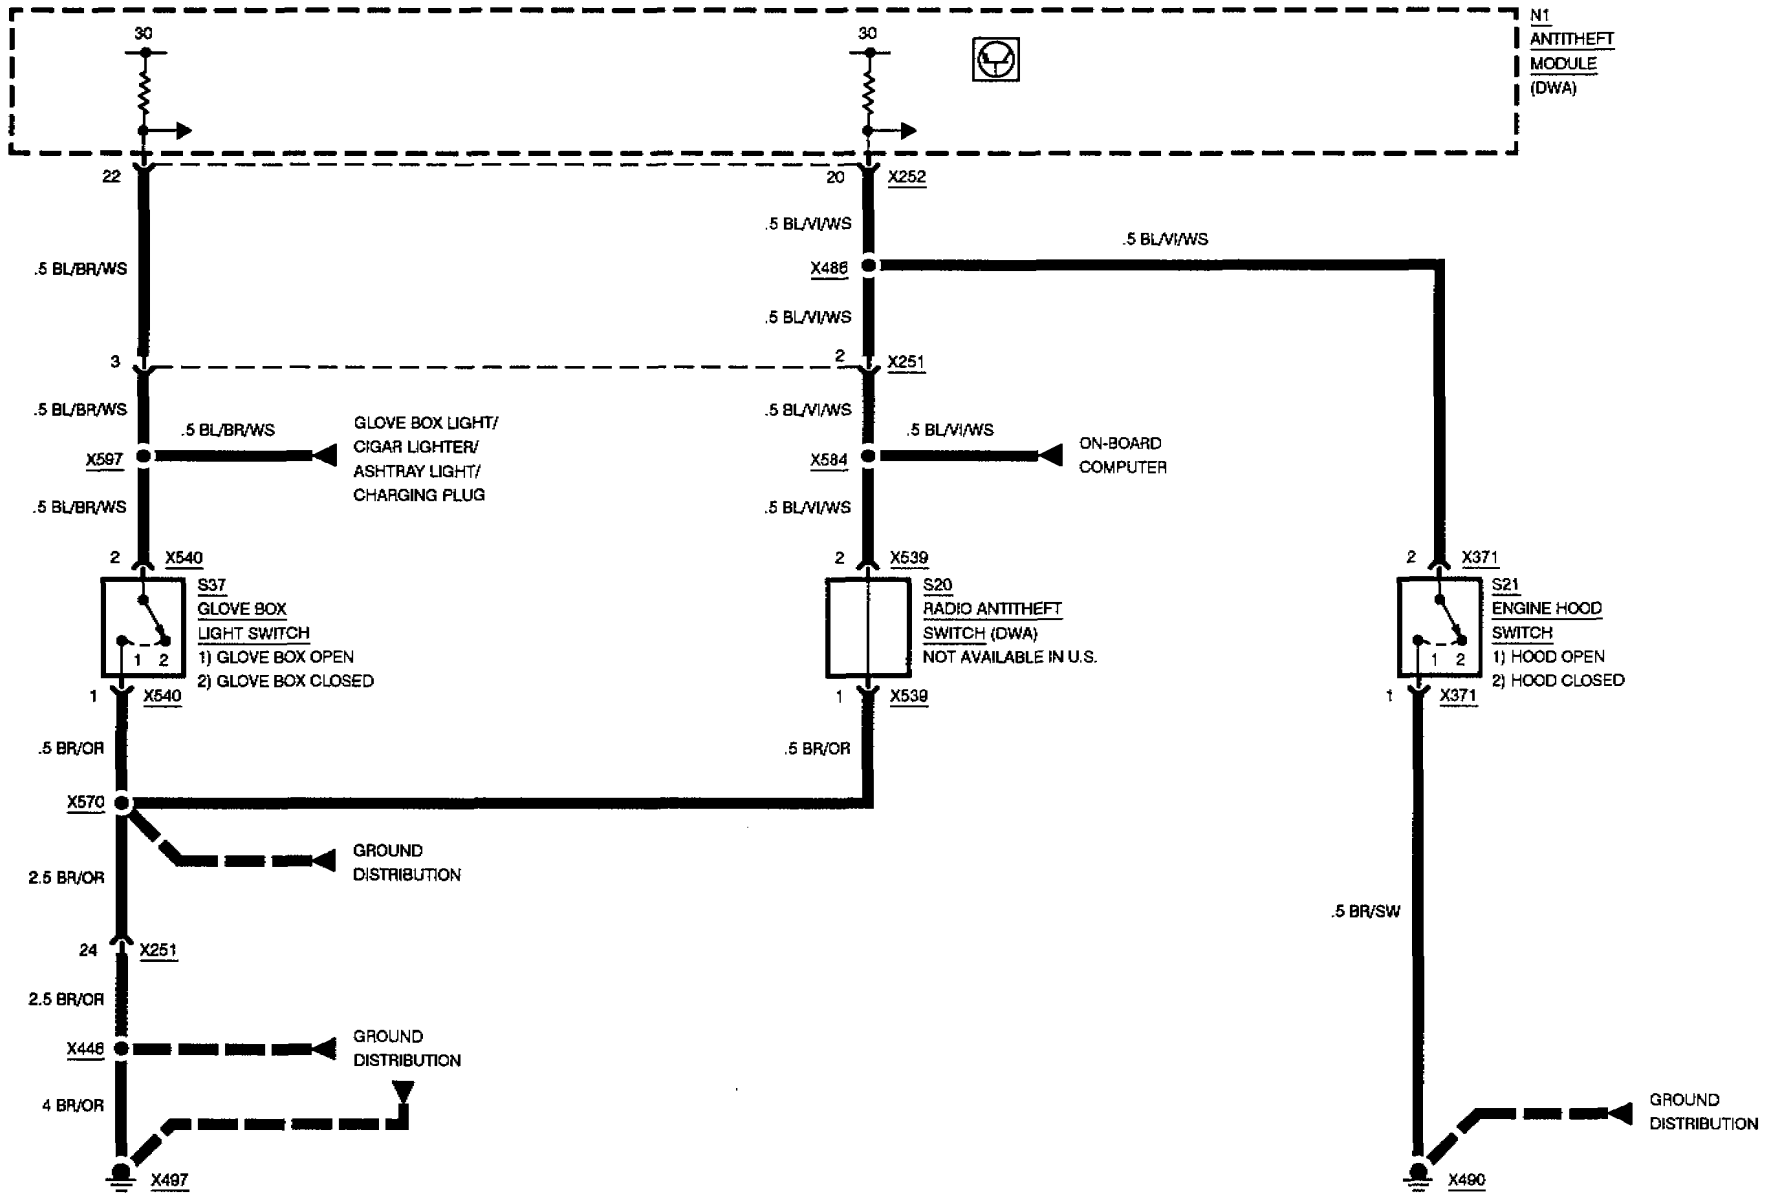 N1
30
30
ANTITHEFT
MODULE
(DWA)
22
20
X252
.5 BL/VI/WS
.5 BL/VI/WS
.5 BL/BR/WS
X486
.5 BL/VI/WS
3
2
X251
.5 BL/BR/WS
.5 BL/VI/WS
.5 BL/BR/WS
GLOVE BOX LIGHT/
CIGAR LIGHTER/
ASHTRAY LIGHT/
CHARGING PLUG
.5 BL/VI/WS
ON-BOARD
COMPUTER
X597
X584
.5 BL/BR/WS
.5 BL/VI/WS
2
X540
2
X539
2
X371
S37
GLOVE BOX
LIGHT SWITCH
1) GLOVE BOX OPEN
2) GLOVE BOX CLOSED
1 2
S20
RADIO ANTITHEFT
SWITCH (DWA)
NOT AVAILABLE IN U.S.
S21
ENGINE HOOD
SWITCH
1) HOOD OPEN
2) HOOD CLOSED
1 2
1
X540
1
X539
1
X371
.5 BR/OR
.5 BR/OR
X570
GROUND
DISTRIBUTION
2.5 BR/OR
.5 BR/SW
24
X251
2.5 BR/OR
X446
GROUND
DISTRIBUTION
4 BR/OR
GROUND
DISTRIBUTION
X497
X490